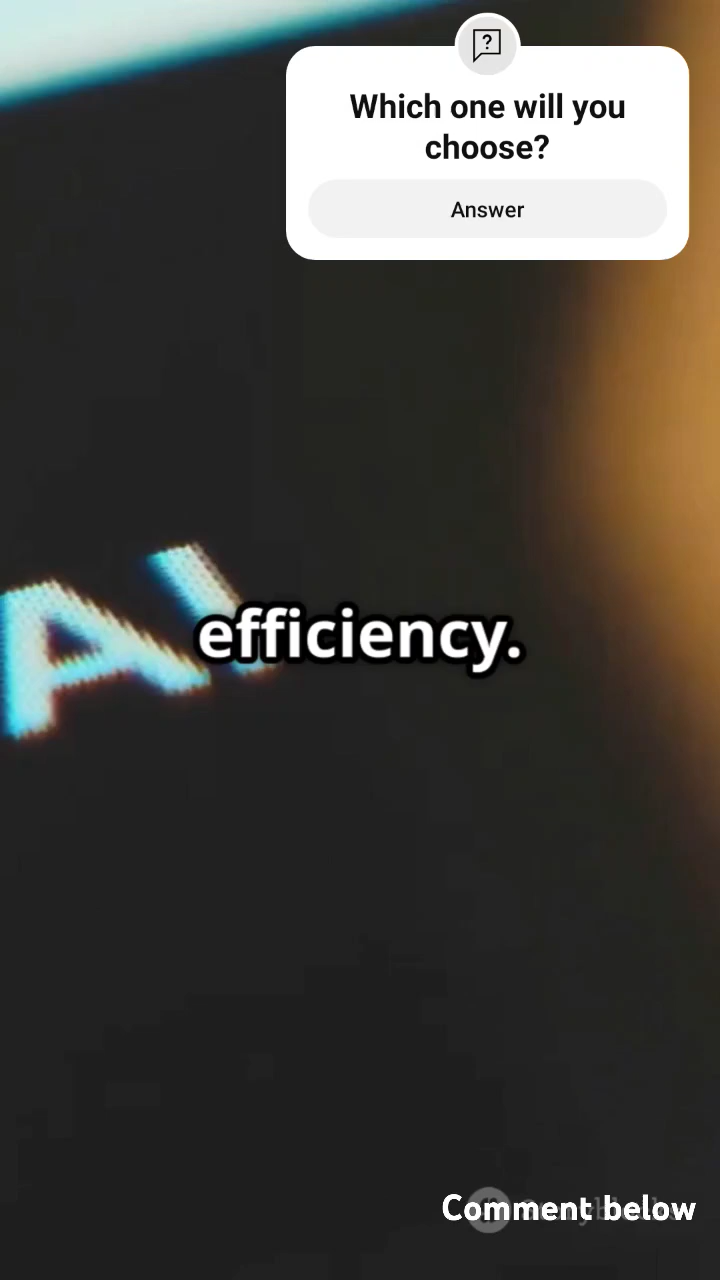 ?
Which one will you
choose?
Answer
AI
efficiency.
Comment below